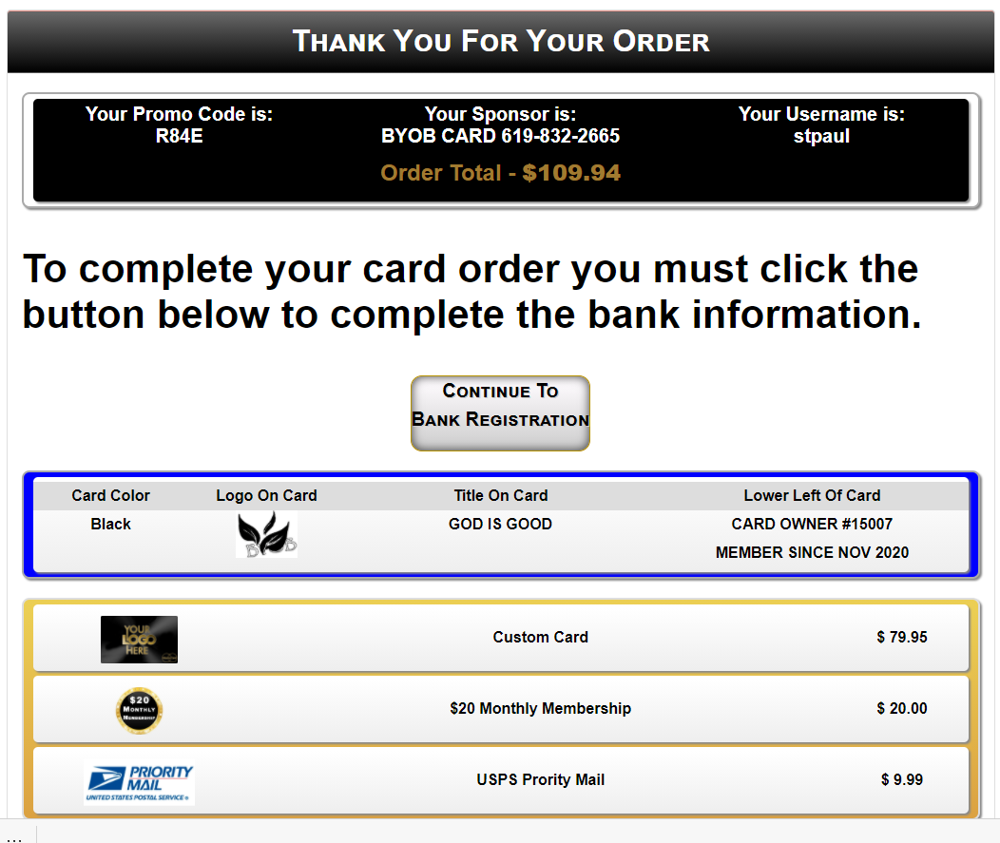 Thank You For Your Order
Your Promo Code is:
R84E
Your Sponsor is:
BYOB CARD 619-832-2665
Your Username is:
stpaul
Order Total - $109.94
To complete your card order you must click the
button below to complete the bank information.
Continue To
Bank Registration
Card Color Logo On Card Title On Card Lower Left Of Card
Black GOD IS GOOD CARD OWNER #15007
MEMBER SINCE NOV 2020
YOUR
LOGO
HERE
Custom Card $ 79.95
$20
Monthly
Membership
$20 Monthly Membership $ 20.00
PRIORITY
MAIL
UNITED STATES POSTAL SERVICE®
USPS Prority Mail $ 9.99
...